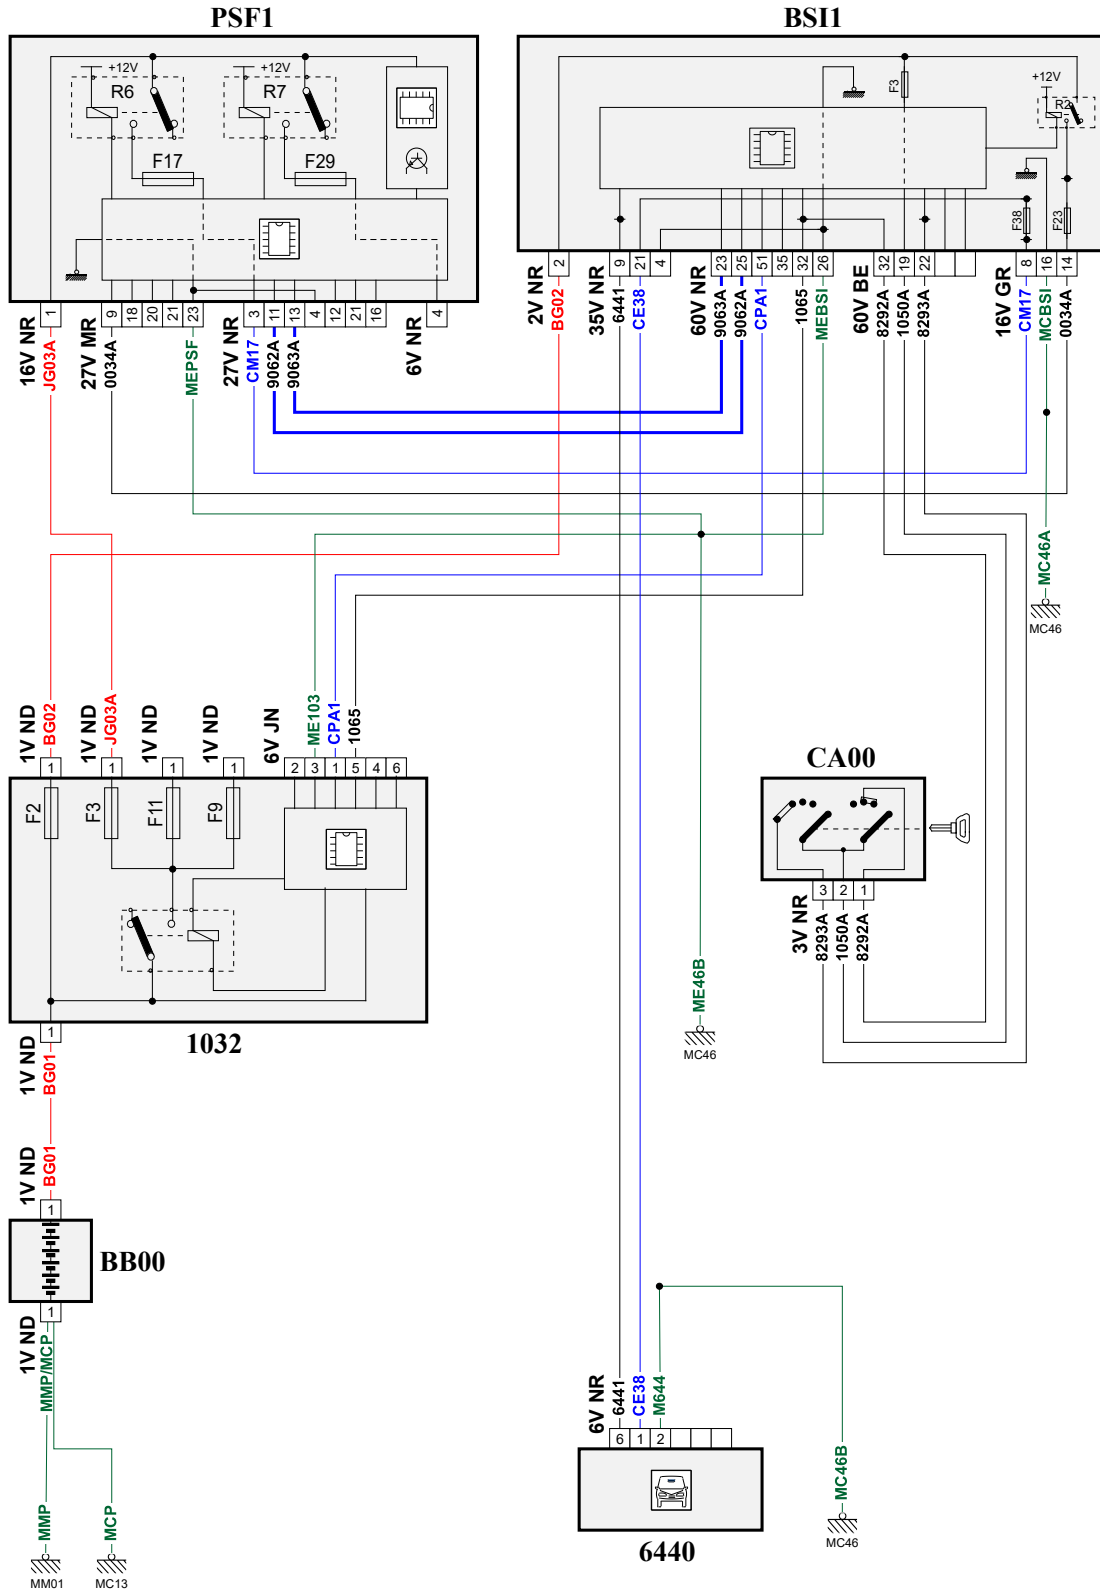 PSF1 BSI1
+12V +12V
R6 R7
F3
+12V
R2
F17 F29
F38 F23
1 9 18 20 21 23 3 11 13 4 12 21 16 4
2 9 21 4 23 25 51 35 32 26 32 19 22 8 16 14
16V NR JG03A
27V MR 0034A
MEPSF
27V NR CM17 9062A 9063A
6V NR
2V NR BG02
35V NR 6441 CE38
60V NR 9063A 9062A CPA1 1065 MEBSI
60V BE 8292A 1050A 8293A
16V GR CM17 MCBSI 0034A
MC46A
MC46
1V ND BG02
1V ND JG03A
1V ND
1V ND
6V JN ME103 CPA1 1065
1 1 1 1 2 3 1 5 4 6
F2 F3 F11 F9
CA00
3 2 1
3V NR 8293A 1050A 8292A
ME46B
MC46
1
1032
1V ND BG01
1V ND BG01
1
BB00
1
1V ND MMP/MCP
MMP MCP
MM01 MC13
6V NR 6441 CE38 M644
6 1 2
6440
MC46B
MC46